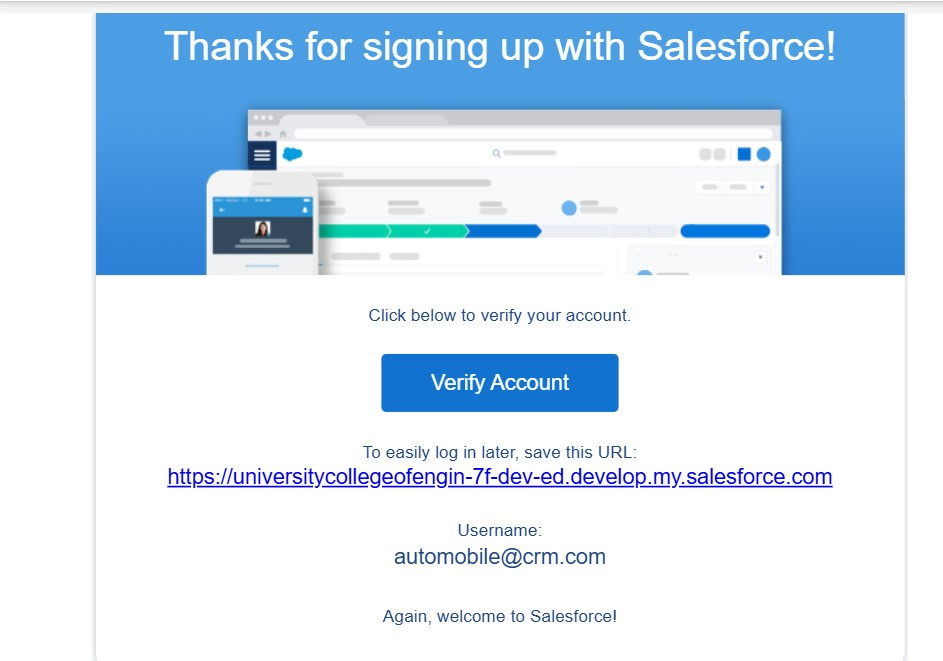 Thanks for signing up with Salesforce!
Click below to verify your account.
Verify Account
To easily log in later, save this URL:
https://universitycollegeofengin-7f-dev-ed.develop.my.salesforce.com
Username:
automobile@crm.com
Again, welcome to Salesforce!